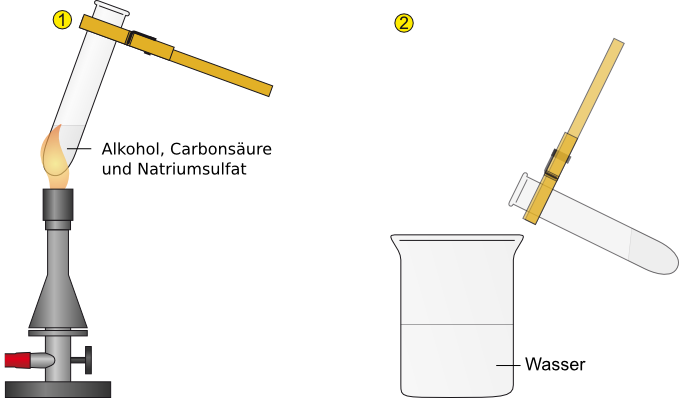 1
Alkohol, Carbonsäure
und Natriumsulfat
2
Wasser